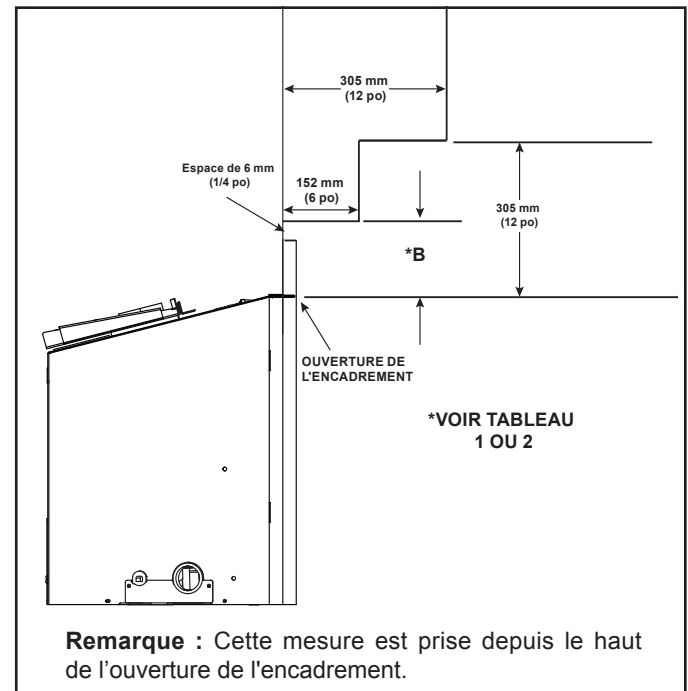 305 mm
(12 po)
Espace de 6 mm
(1/4 po)
152 mm
(6 po)
305 mm
(12 po)
*B
OUVERTURE DE
L'ENCADREMENT
*VOIR TABLEAU
1 OU 2
Remarque : Cette mesure est prise depuis le haut
de l’ouverture de l'encadrement.